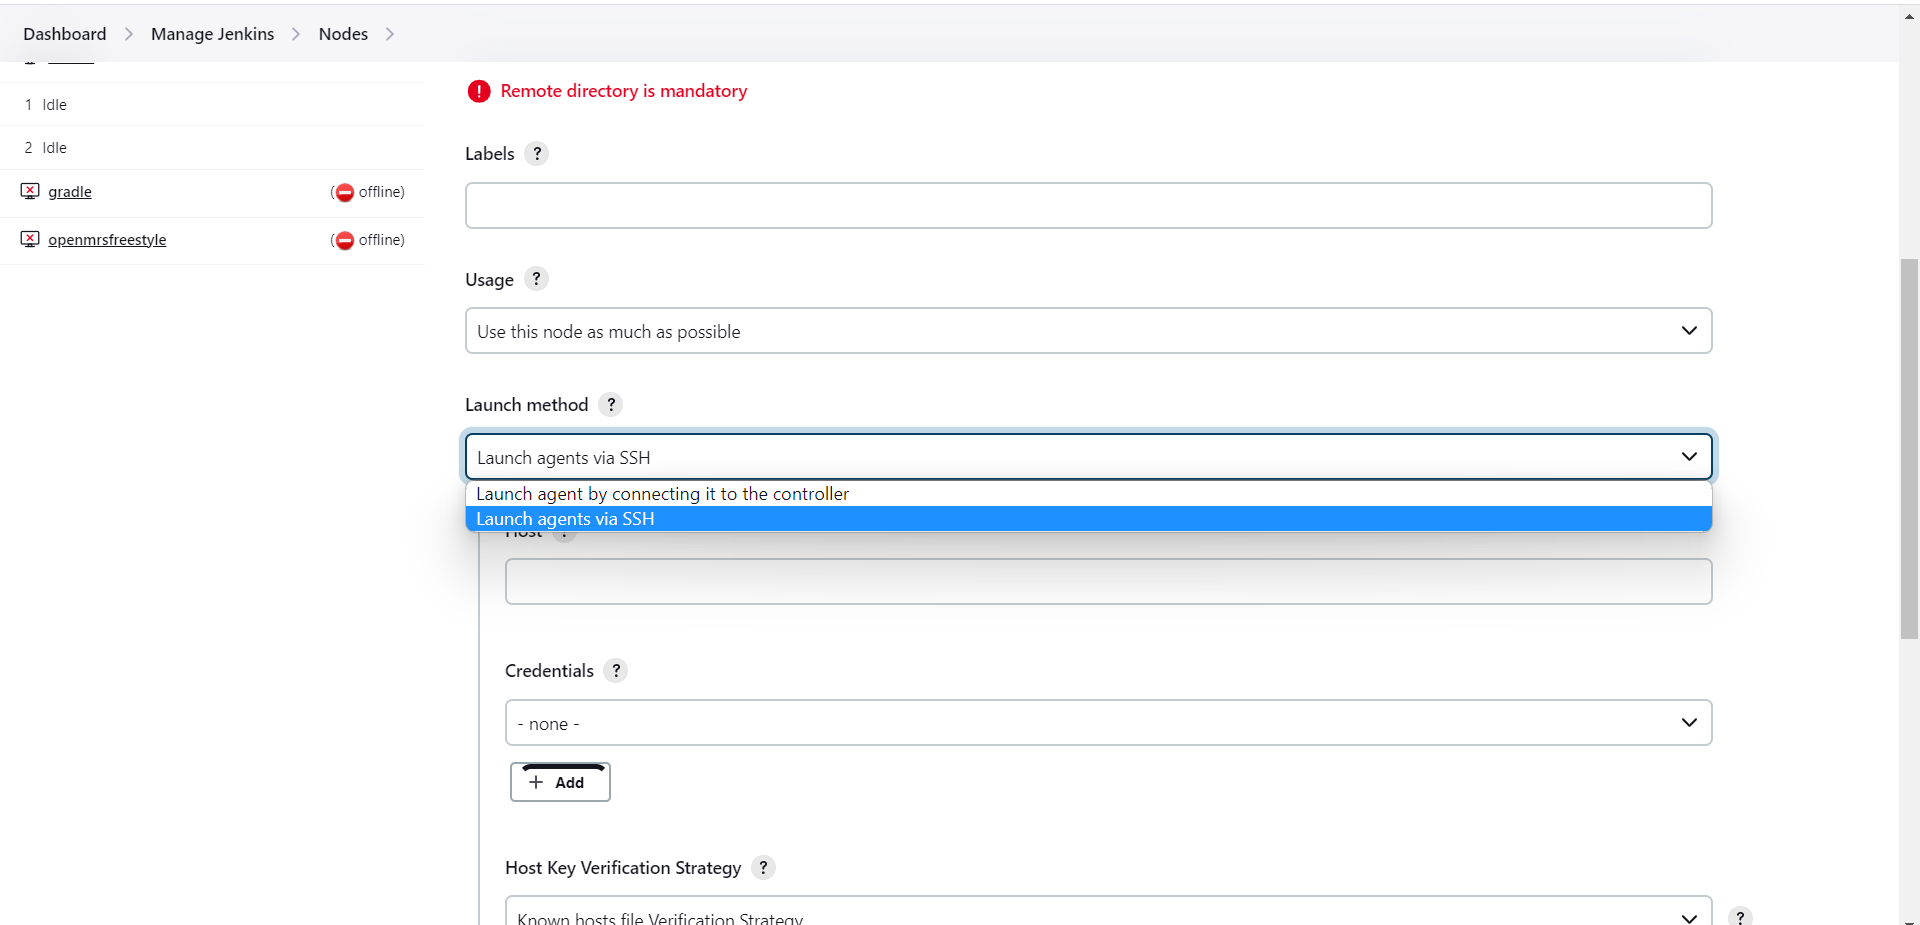 Dashboard > Manage Jenkins > Nodes >
1 Idle
2 Idle
gradle (offline)
openmrsfreestyle (offline)
! Remote directory is mandatory
Labels ?
Usage ?
Use this node as much as possible
Launch method ?
Launch agents via SSH
Launch agent by connecting it to the controller
Launch agents via SSH
Host ?
Credentials ?
- none -
+ Add
Host Key Verification Strategy ?
Known hosts file Verification Strategy ?